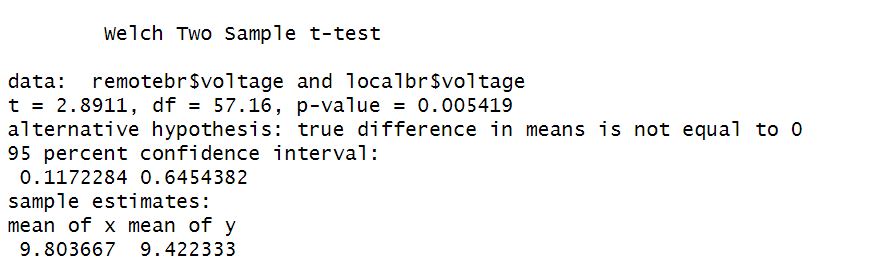 Welch Two Sample t-test
data:  remotebr$voltage and localbr$voltage
t = 2.8911, df = 57.16, p-value = 0.005419
alternative hypothesis: true difference in means is not equal to 0
95 percent confidence interval:
0.1172284 0.6454382
sample estimates:
mean of x mean of y
9.803667  9.422333